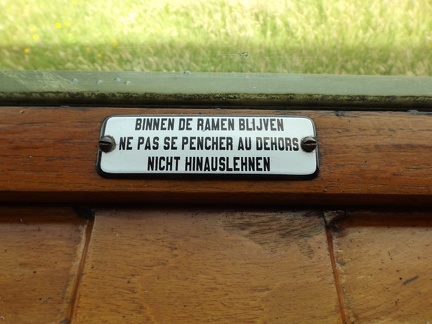 BINNEN DE RAMEN BLIJVEN
NE PAS SE PENCHER AU DEHORS
NICHT HINAUSLEHNEN